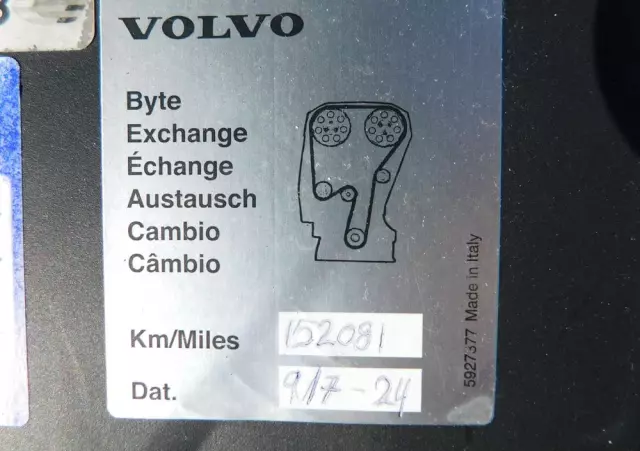 VOLVO
Byte
Exchange
Échange
Austausch
Cambio
Câmbio
Km/Miles 152081
Dat. 9/7-24
5927377 Made in Italy